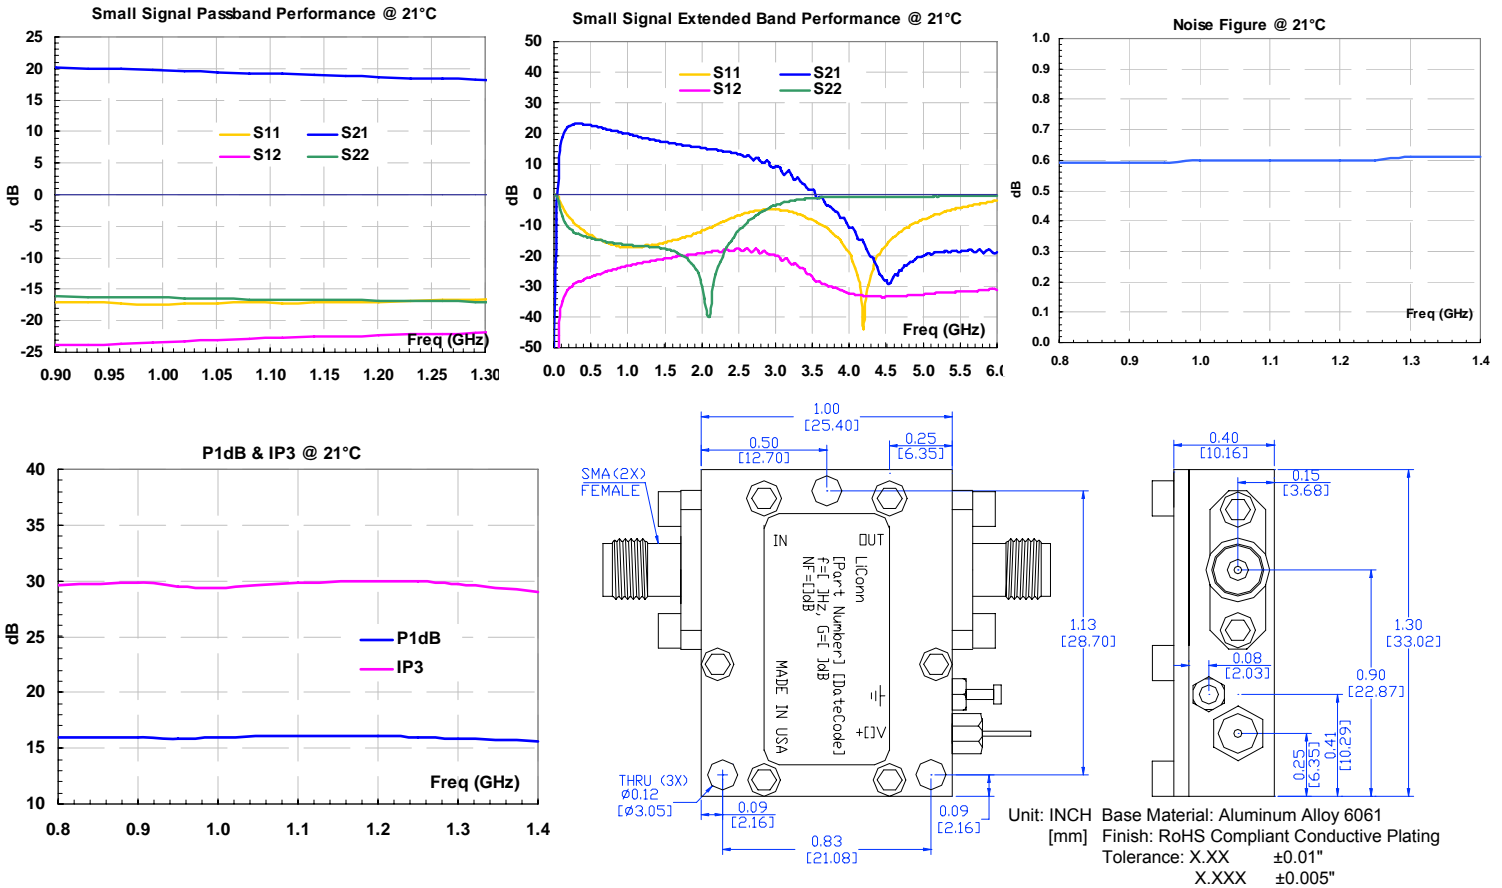 Small Signal Passband Performance @ 21°C
25
20
15
10
5
0
-5
-10
-15
-20
-25
dB
S11
S21
S12
S22
Freq (GHz)
0.90 0.95 1.00 1.05 1.10 1.15 1.20 1.25 1.30
Small Signal Extended Band Performance @ 21°C
50
40
30
20
10
0
-10
-20
-30
-40
-50
dB
S11
S21
S12
S22
Freq (GHz)
0.0 0.5 1.0 1.5 2.0 2.5 3.0 3.5 4.0 4.5 5.0 5.5 6.0
Noise Figure @ 21°C
1.0
0.9
0.8
0.7
0.6
0.5
0.4
0.3
0.2
0.1
0.0
dB
Freq (GHz)
0.8 0.9 1.0 1.1 1.2 1.3 1.4
P1dB & IP3 @ 21°C
40
35
30
25
20
15
10
dB
P1dB
IP3
Freq (GHz)
0.8 0.9 1.0 1.1 1.2 1.3 1.4
1.00
[25.40]
0.50
[12.70]
0.25
[6.35]
SMA(2X)
FEMALE
IN
OUT
LiConn
[Part Number] [DateCode]
f=[ ]Hz, G=[ ]dB
NF=[]dB
MADE IN USA
+[]V
1.13
[28.70]
THRU (3X)
Ø0.12
[Ø3.05]
0.09
[2.16]
0.09
[2.16]
0.83
[21.08]
0.40
[10.16]
0.15
[3.68]
1.30
[33.02]
0.08
[2.03]
0.90
[22.87]
0.25
[6.35]
0.41
[10.29]
Unit: INCH Base Material: Aluminum Alloy 6061
[mm] Finish: RoHS Compliant Conductive Plating
Tolerance: X.XX ±0.01"
X.XXX ±0.005"